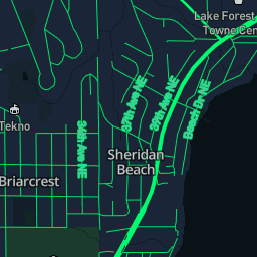 Lake Forest
Towne Cen
Tekno
37th Ave NE
39th Ave NE
Beach Dr NE
34th Ave NE
Sheridan
Beach
Briarcrest